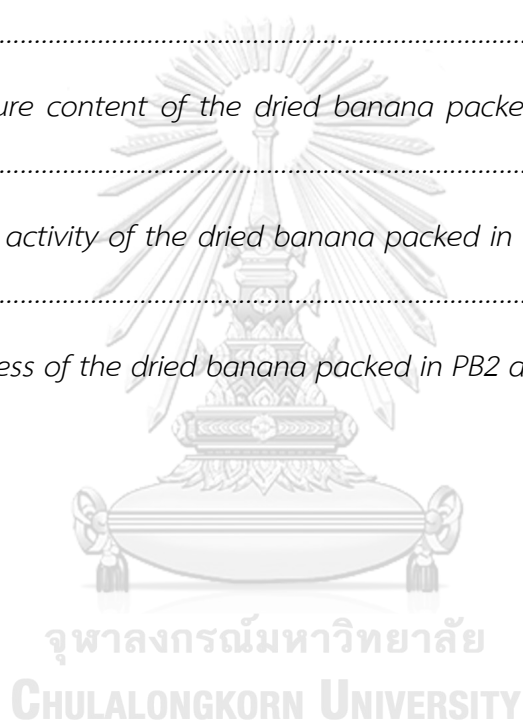 ................................................................
ure content of the dried banana packe
................................................................
activity of the dried banana packed in
................................................................
ess of the dried banana packed in PB2 a
จุฬาลงกรณ์มหาวิทยาลัย
CHULALONGKORN UNIVERSITY